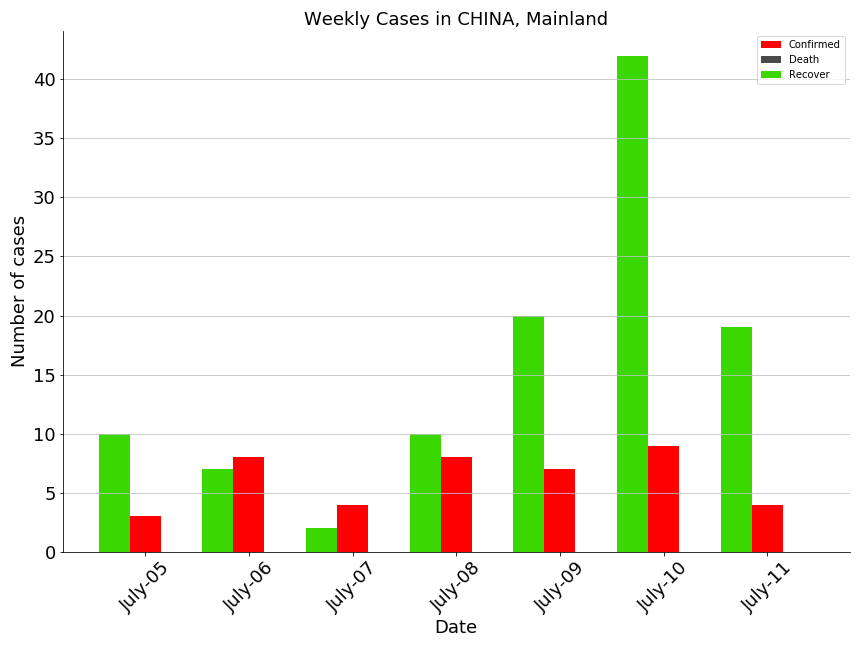 Weekly Cases in CHINA, Mainland
Confirmed
Death
Recover
Number of cases
40
35
30
25
20
15
10
5
0
July-05
July-06
July-07
July-08
July-09
July-10
July-11
Date